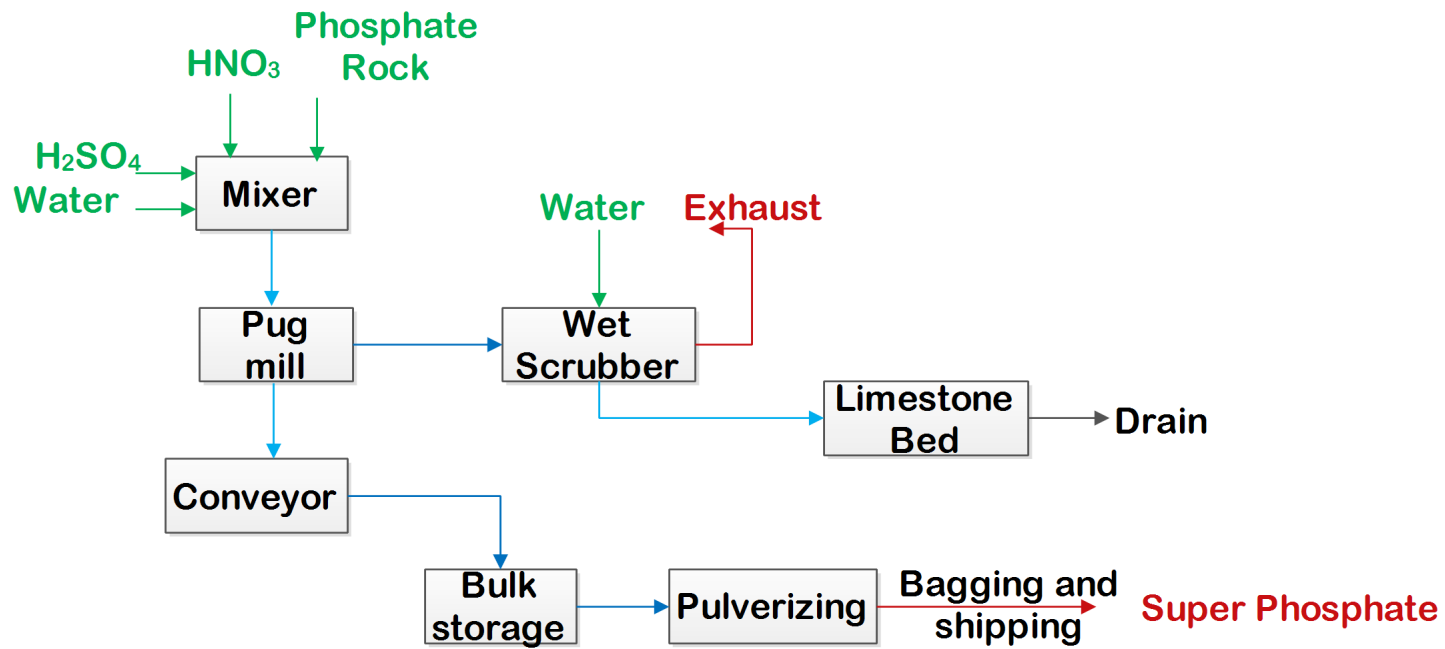 Phosphate
Rock
HNO₃
H₂SO₄
Water
Mixer
Water
Exhaust
Pug
mill
Wet
Scrubber
Limestone
Bed
Drain
Conveyor
Bulk
storage
Pulverizing
Bagging and
shipping
Super Phosphate